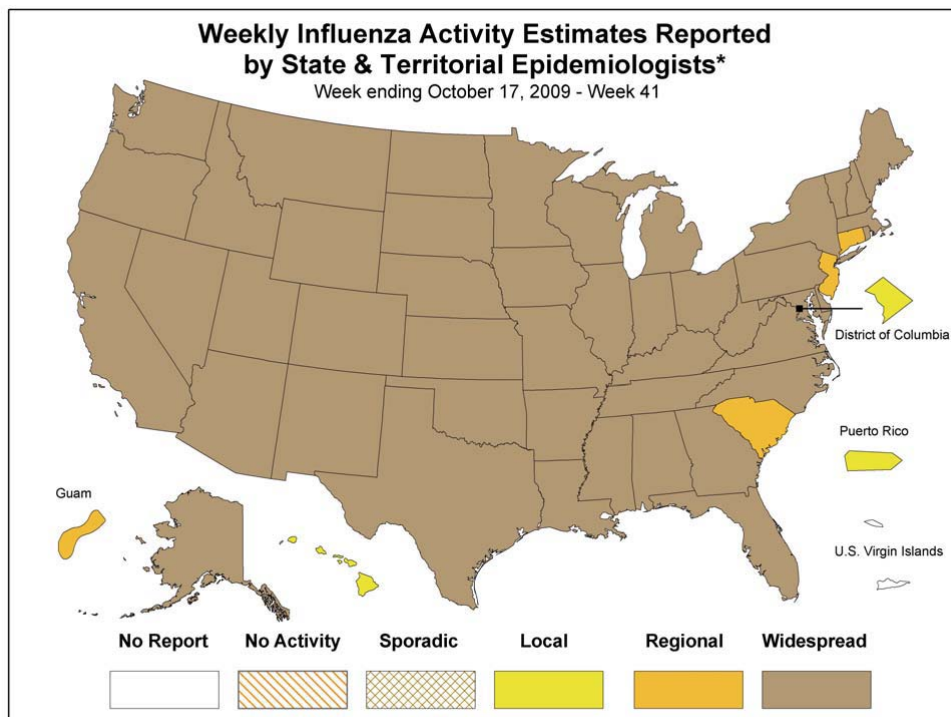 Weekly Influenza Activity Estimates Reported
by State & Territorial Epidemiologists*
Week ending October 17, 2009 - Week 41
District of Columbia
Puerto Rico
Guam
U.S. Virgin Islands
No Report No Activity Sporadic Local Regional Widespread